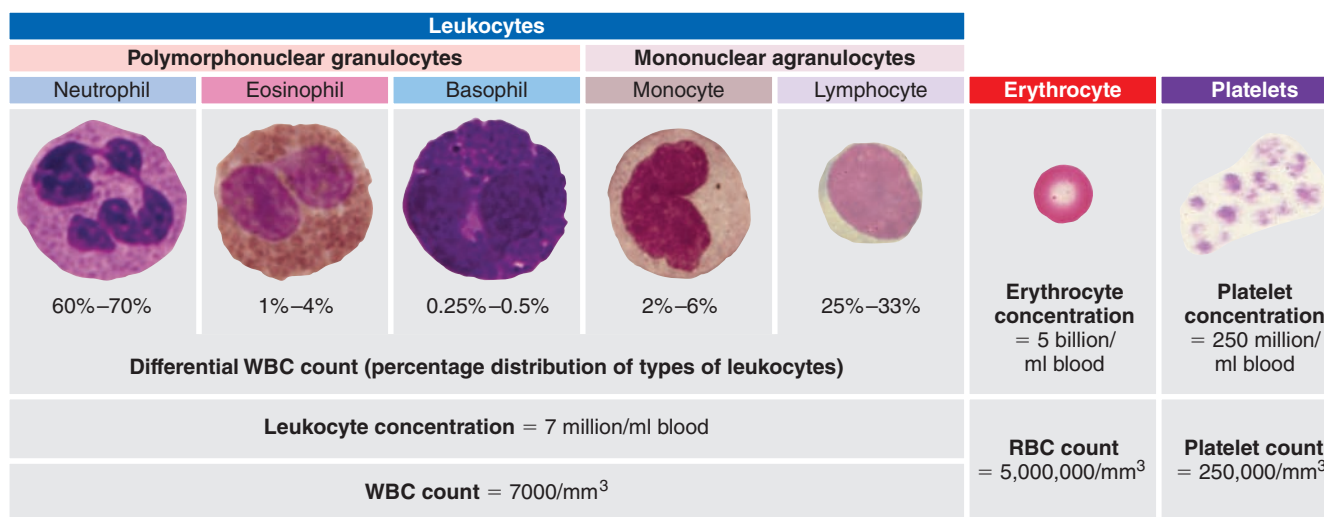 Leukocytes
Polymorphonuclear granulocytes
Mononuclear agranulocytes
Neutrophil
Eosinophil
Basophil
Monocyte
Lymphocyte
Erythrocyte
Platelets
60%–70%
1%–4%
0.25%–0.5%
2%–6%
25%–33%
Differential WBC count (percentage distribution of types of leukocytes)
Erythrocyte
concentration
= 5 billion/
ml blood
Platelet
concentration
= 250 million/
ml blood
Leukocyte concentration = 7 million/ml blood
WBC count = 7000/mm³
RBC count
= 5,000,000/mm³
Platelet count
= 250,000/mm³